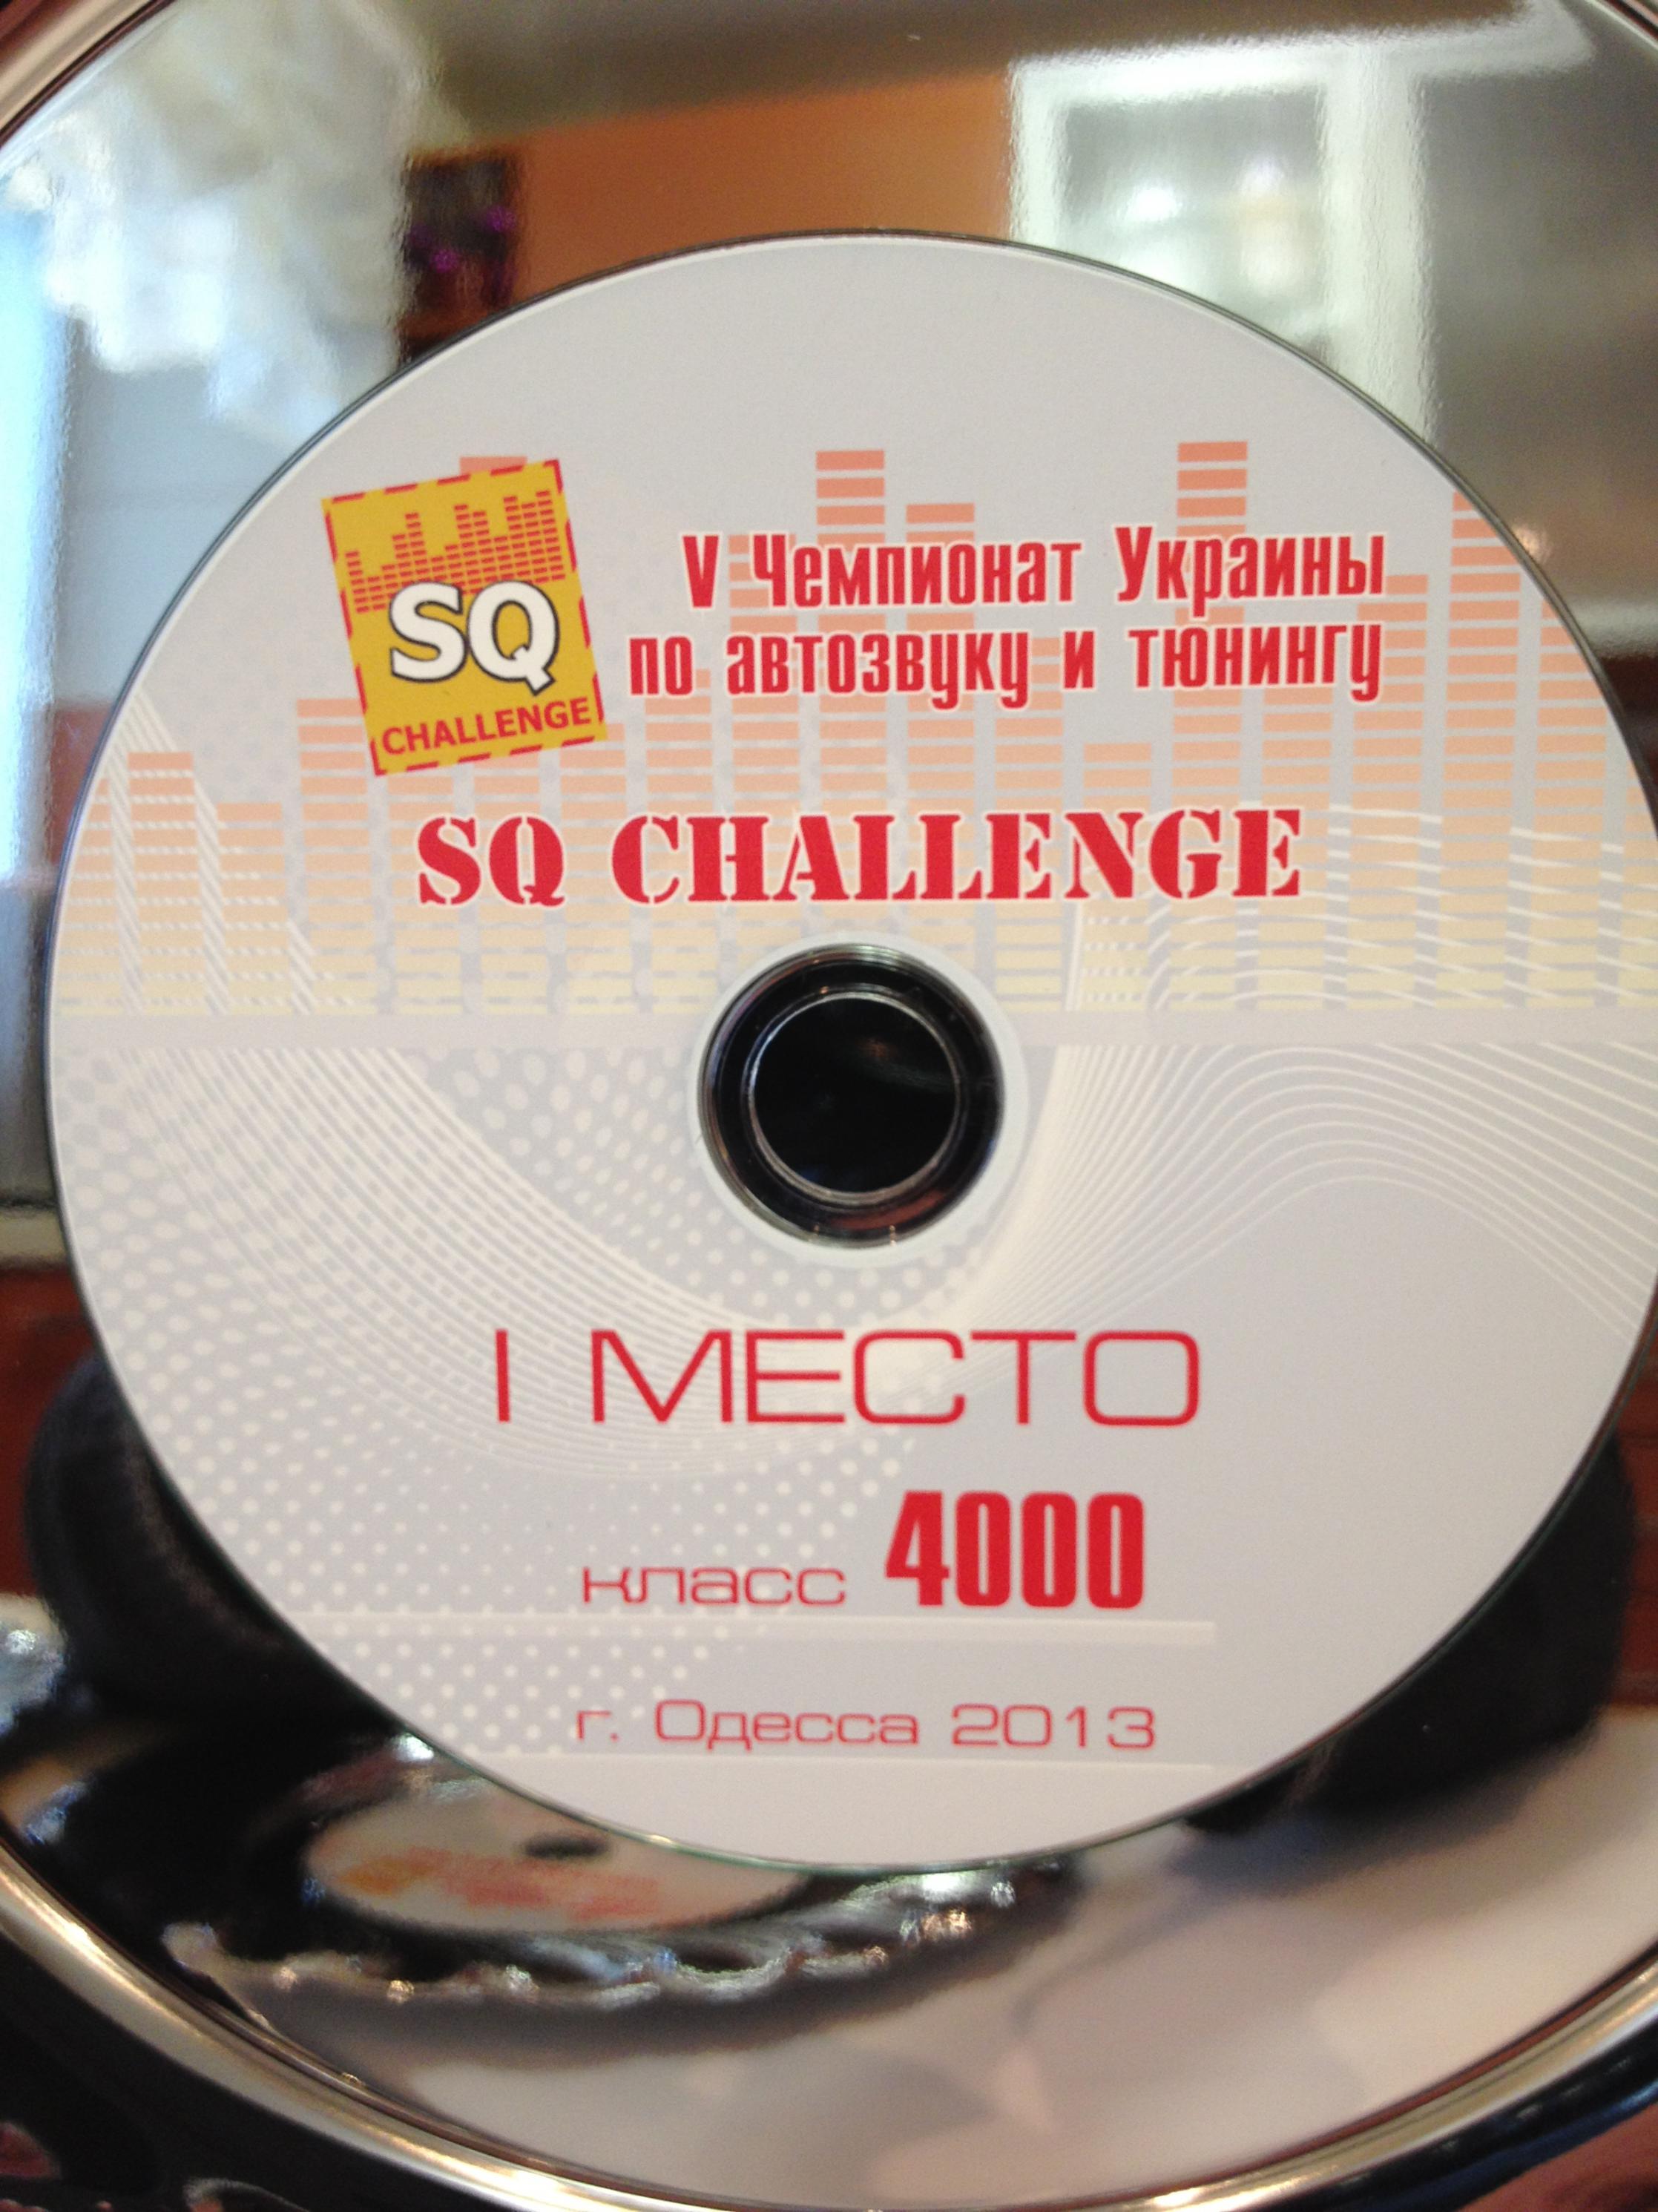 SQ
CHALLENGE
V Чемпионат Украины
по автозвуку и тюнингу
SQ CHALLENGE
I МЕСТО
класс 4000
г. Одесса 2013